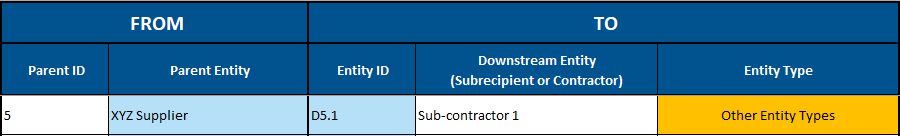 FROM TO
Parent ID Parent Entity Entity ID Downstream Entity
(Subrecipient or Contractor) Entity Type
5 XYZ Supplier D5.1 Sub-contractor 1 Other Entity Types